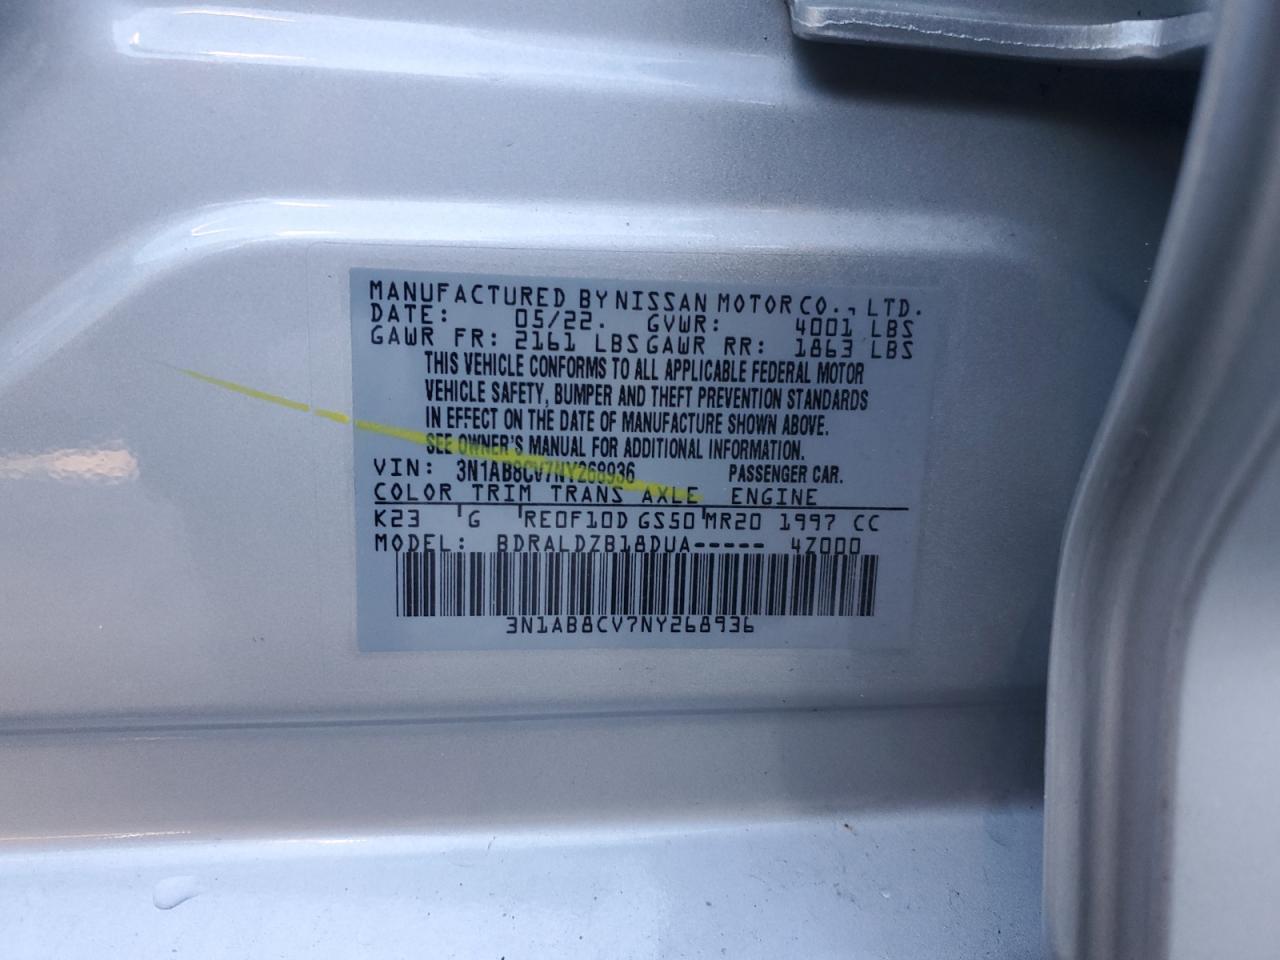 MANUFACTURED BY NISSAN MOTOR CO., LTD.
DATE: 05/22. GVWR: 4001 LBS
GAWR FR: 2161 LBS GAWR RR: 1863 LBS
THIS VEHICLE CONFORMS TO ALL APPLICABLE FEDERAL MOTOR
VEHICLE SAFETY, BUMPER AND THEFT PREVENTION STANDARDS
IN EFFECT ON THE DATE OF MANUFACTURE SHOWN ABOVE.
SEE OWNER'S MANUAL FOR ADDITIONAL INFORMATION.
VIN: 3N1AB8CV7NY268936 PASSENGER CAR.
COLOR TRIM TRANS AXLE ENGINE
K23 G RE0F10D GS50 MR20 1997 CC
MODEL: BDRALDZB18DUA----- 4Z000
3N1AB8CV7NY268936